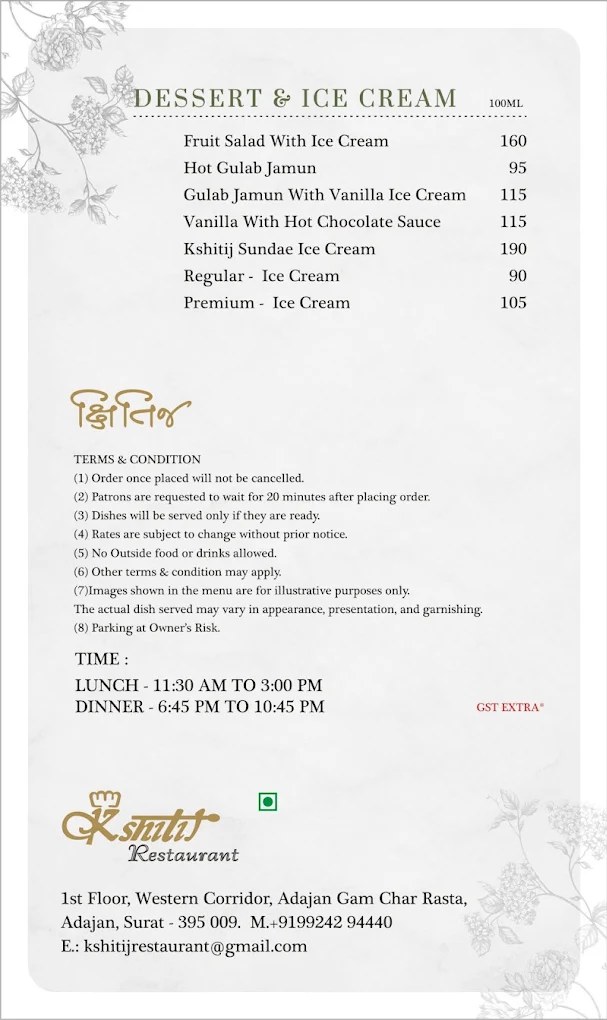 DESSERT & ICE CREAM 100ML
Fruit Salad With Ice Cream 160
Hot Gulab Jamun 95
Gulab Jamun With Vanilla Ice Cream 115
Vanilla With Hot Chocolate Sauce 115
Kshitij Sundae Ice Cream 190
Regular - Ice Cream 90
Premium - Ice Cream 105
ક્ષિતિજ
TERMS & CONDITION
(1) Order once placed will not be cancelled.
(2) Patrons are requested to wait for 20 minutes after placing order.
(3) Dishes will be served only if they are ready.
(4) Rates are subject to change without prior notice.
(5) No Outside food or drinks allowed.
(6) Other terms & condition may apply.
(7)Images shown in the menu are for illustrative purposes only.
The actual dish served may vary in appearance, presentation, and garnishing.
(8) Parking at Owner's Risk.
TIME :
LUNCH - 11:30 AM TO 3:00 PM
DINNER - 6:45 PM TO 10:45 PM
GST EXTRA*
Kshitij
Restaurant
1st Floor, Western Corridor, Adajan Gam Char Rasta,
Adajan, Surat - 395 009. M.+9199242 94440
E.: kshitijrestaurant@gmail.com